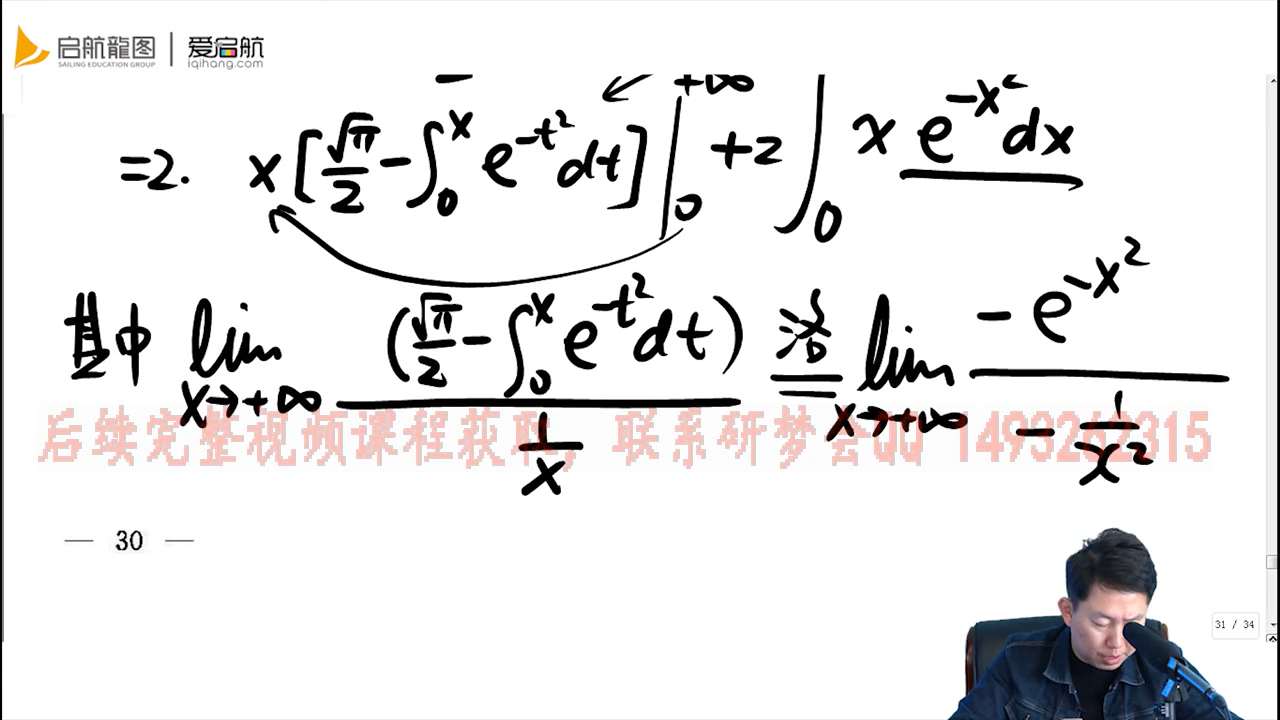 启航龍图 | 爱启航
SAILING EDUCATION GROUP iqihang.com
=2. x[√π/2 - ∫₀ˣ e^{-t²}dt]|₀^{+∞} + 2∫₀ x e^{-x²}dx
其中 lim_{x→+∞} (√π/2 - ∫₀ˣ e^{-t²}dt) / (1/x) 洛 lim_{x→+∞} -e^{-x²} / (-1/x²)
后续完整视频课程获取，联系研梦会QQ 1493262315
— 30 —
31 / 34